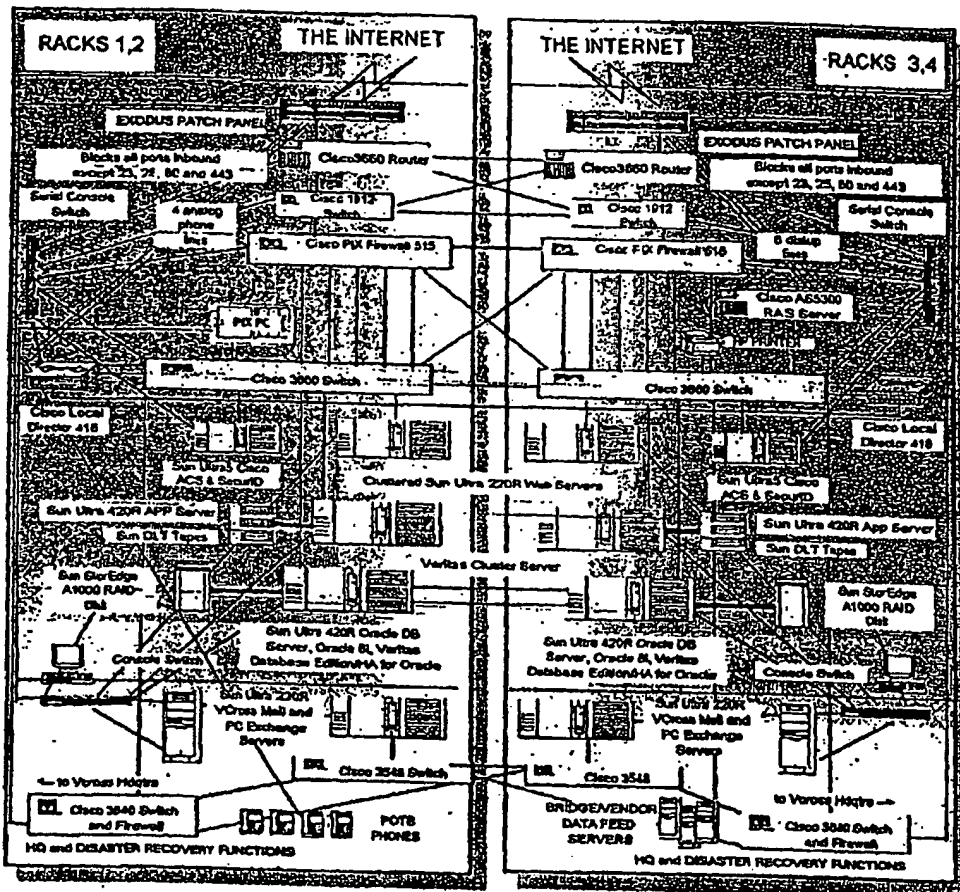 RACKS 1,2
THE INTERNET
EXODUS PATCH PANEL
Blocks all ports Inbound
except 23, 25, 80 and 443
Cisco3660 Router
Serial Console
Switch
4 analog
phone
lines
Cisco 1912
Switch
Cisco PIX Firewall 515
PIX PC
Cisco 3600 Switch
Cisco Local
Director 416
Sun Ultra5 Cisco
ACS & SecurID
Clustered Sun Ultra 220R Web Servers
Sun Ultra 420R APP Server
Sun DLT Tapes
Veritas Cluster Server
Sun StorEdge
A1000 RAID
Disk
Sun Ultra 420R Oracle DB
Server, Oracle 8i, Veritas
Database Edition/HA for Oracle
Console Switch
Sun Ultra 220R
VCross Mail and
PC Exchange
Servers
Cisco 3548 Switch
to Vcross Hdqtrs
Cisco 3640 Switch
and Firewall
POTS
PHONES
HQ and DISASTER RECOVERY FUNCTIONS
THE INTERNET
RACKS 3,4
EXODUS PATCH PANEL
Cisco3660 Router
Blocks all ports Inbound
except 23, 25, 80 and 443
Cisco 1912
Switch
Serial Console
Switch
Cisco PIX Firewall 515
8 dialup
lines
Cisco AS5300
RAS Server
IP PRINTER
Cisco 3600 Switch
Cisco Local
Director 416
Sun Ultra5 Cisco
ACS & SecurID
Sun Ultra 420R App Server
Sun DLT Tapes
Sun StorEdge
A1000 RAID
Disk
Sun Ultra 420R Oracle DB
Server, Oracle 8i, Veritas
Database Edition/HA for Oracle
Console Switch
Sun Ultra 220R
VCross Mail and
PC Exchange
Servers
Cisco 3548
to Vcross Hdqtrs
BRIDGE/VENDOR
DATA FEED
SERVERS
Cisco 3640 Switch
and Firewall
HQ and DISASTER RECOVERY FUNCTIONS